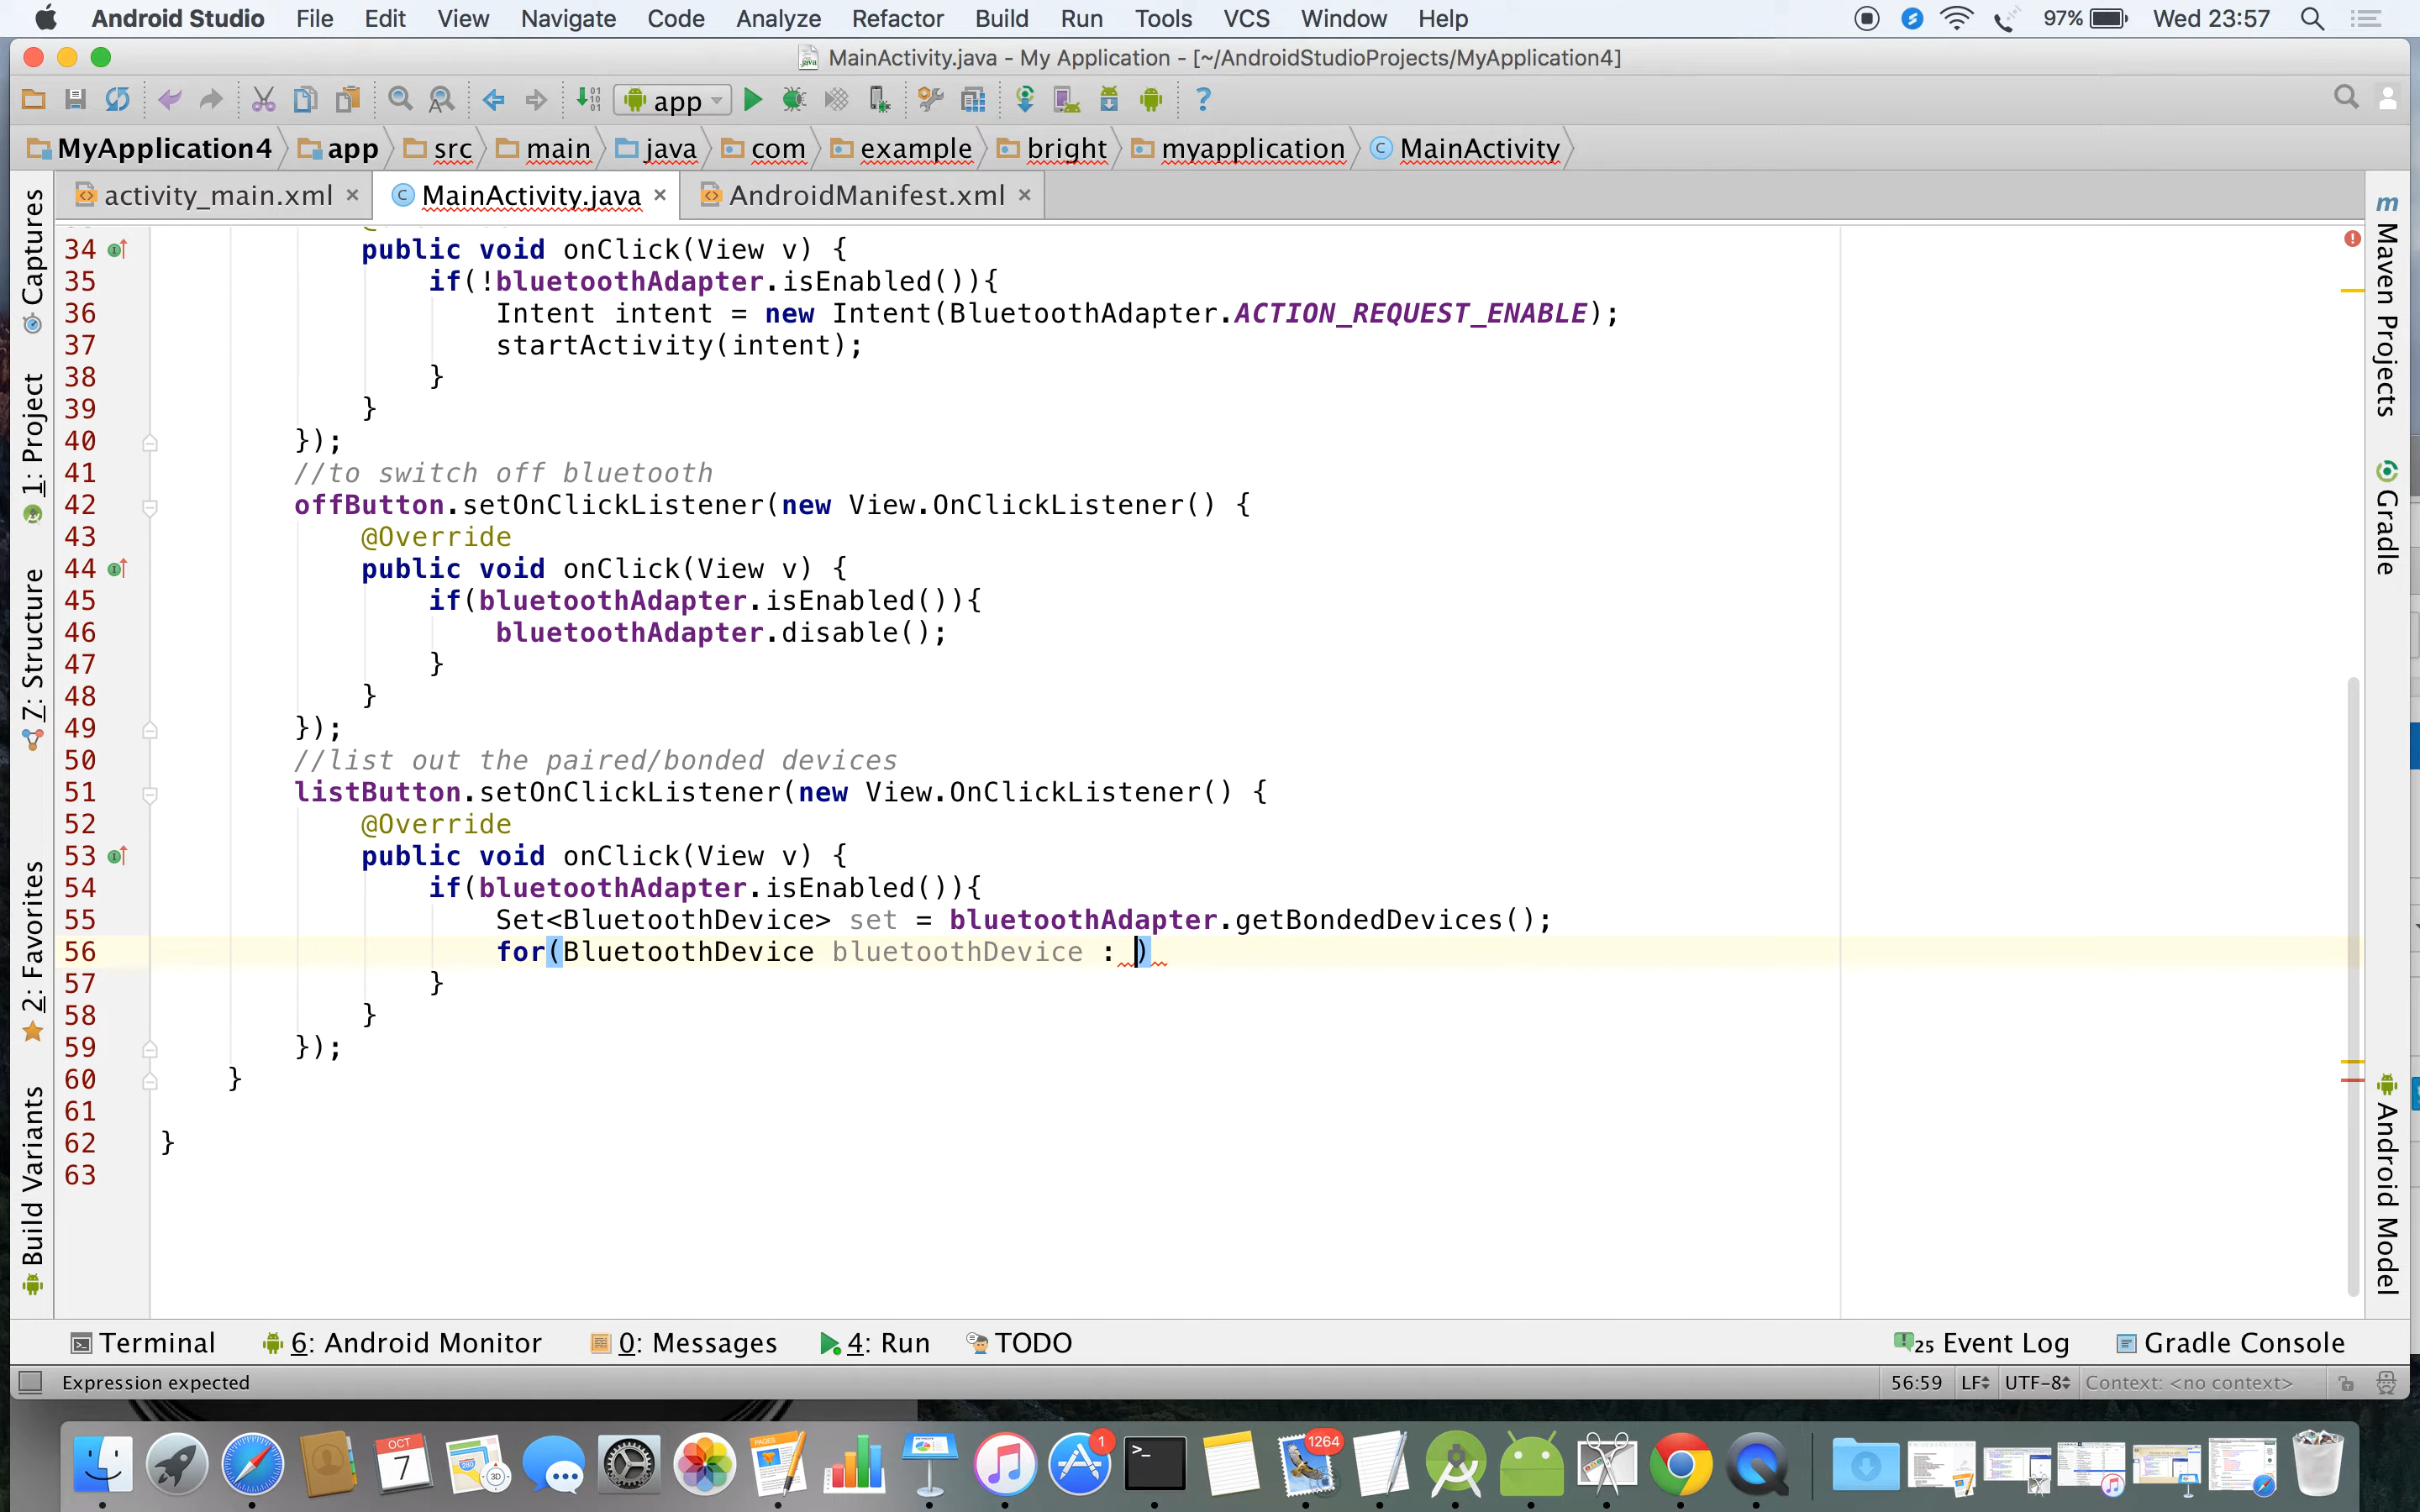 Android Studio File Edit View Navigate Code Analyze Refactor Build Run Tools VCS Window Help 97% Wed 23:57
MainActivity.java - My Application - [~/AndroidStudioProjects/MyApplication4]
app
MyApplication4 app src main java com example bright myapplication MainActivity
activity_main.xml MainActivity.java AndroidManifest.xml
34 public void onClick(View v) {
35 if(!bluetoothAdapter.isEnabled()){
36 Intent intent = new Intent(BluetoothAdapter.ACTION_REQUEST_ENABLE);
37 startActivity(intent);
38 }
39 }
40 });
41 //to switch off bluetooth
42 offButton.setOnClickListener(new View.OnClickListener() {
43 @Override
44 public void onClick(View v) {
45 if(bluetoothAdapter.isEnabled()){
46 bluetoothAdapter.disable();
47 }
48 }
49 });
50 //list out the paired/bonded devices
51 listButton.setOnClickListener(new View.OnClickListener() {
52 @Override
53 public void onClick(View v) {
54 if(bluetoothAdapter.isEnabled()){
55 Set<BluetoothDevice> set = bluetoothAdapter.getBondedDevices();
56 for(BluetoothDevice bluetoothDevice : )
57 }
58 }
59 });
60 }
61
62 }
63
Captures
1: Project
7: Structure
2: Favorites
Build Variants
Maven Projects
Gradle
Android Model
Terminal 6: Android Monitor 0: Messages 4: Run TODO 25 Event Log Gradle Console
Expression expected 56:59 LF UTF-8 Context: <no context>
OCT
7
280
3D
PAGES
1
>_
1264